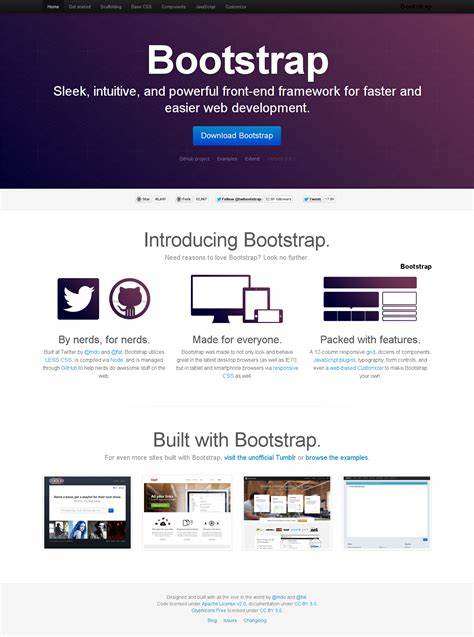 Home Get started Scaffolding Base CSS Components JavaScript Customize
Bootstrap
Bootstrap
Sleek, intuitive, and powerful front-end framework for faster and
easier web development.
Download Bootstrap
GitHub project Examples Extend
Star Fork Follow @twbootstrap followers Tweet
Introducing Bootstrap.
Need reasons to love Bootstrap? Look no further.
Bootstrap
By nerds, for nerds.
Built at Twitter by @mdo and @fat, Bootstrap utilizes
LESS CSS, is compiled via Node, and is managed
through GitHub to help nerds do awesome stuff on the
web.
Made for everyone.
Bootstrap was made to not only look and behave
great in the latest desktop browsers (as well as IE7!),
but in tablet and smartphone browsers via responsive
CSS as well.
Packed with features.
A 12-column responsive grid, dozens of components,
JavaScript plugins, typography, form controls, and
even a web-based Customizer to make Bootstrap
your own.
Built with Bootstrap.
For even more sites built with Bootstrap, visit the unofficial Tumblr or browse the examples.
Designed and built with all the love in the world by @mdo and @fat.
Code licensed under Apache License v2.0, documentation under CC BY 3.0.
Glyphicons Free licensed under CC BY 3.0.
Blog Issues Changelog